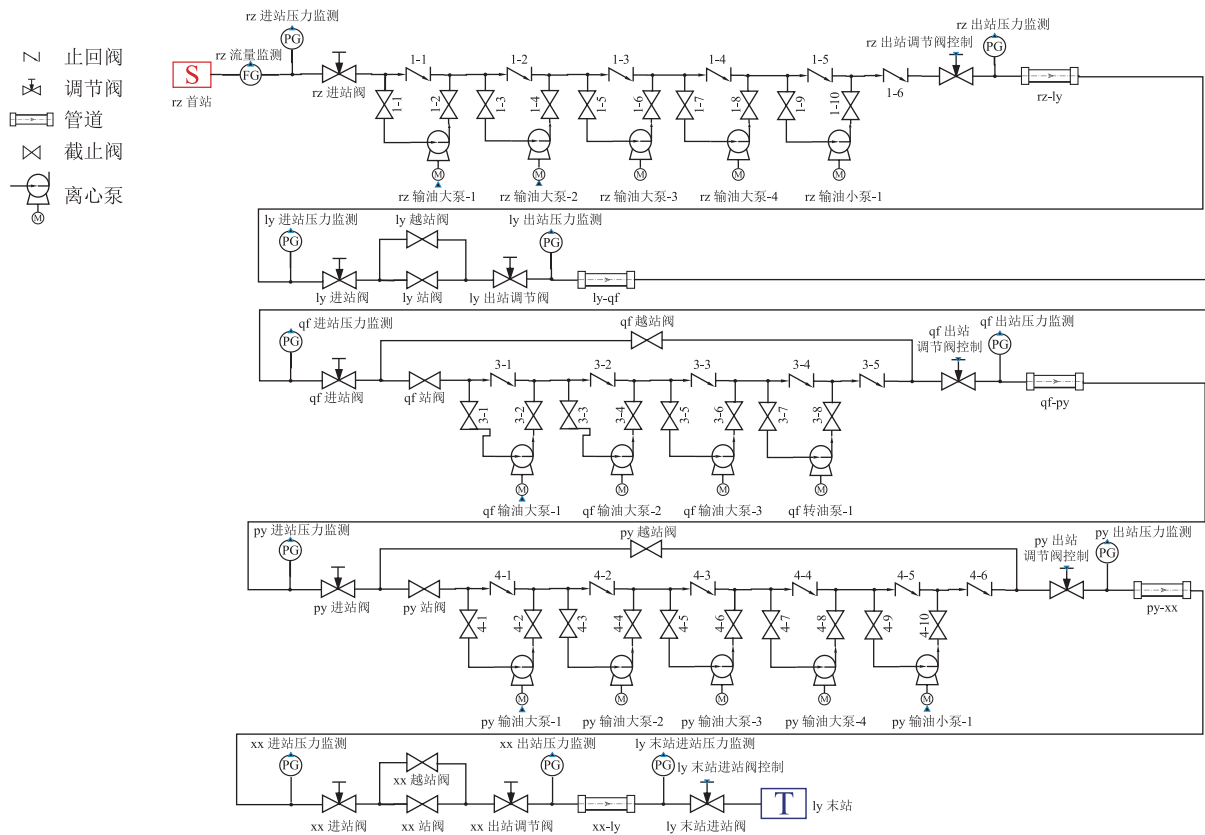 止回阀
调节阀
管道
截止阀
离心泵
M
rz 进站压力监测
PG
rz 流量监测
S
FG
rz 首站
rz 进站阀
1-1
1-2
1-3
1-4
1-5
1-6
rz 出站调节阀控制
rz 出站压力监测
PG
rz-ly
1-1
1-2
1-3
1-4
1-5
1-6
1-7
1-8
1-9
1-10
M
M
M
M
M
rz 输油大泵-1
rz 输油大泵-2
rz 输油大泵-3
rz 输油大泵-4
rz 输油小泵-1
ly 进站压力监测
PG
ly 越站阀
ly 出站压力监测
PG
ly 进站阀
ly 站阀
ly 出站调节阀
ly-qf
qf 进站压力监测
PG
qf 越站阀
qf 出站
调节阀控制
qf 出站压力监测
PG
qf 进站阀
qf 站阀
3-1
3-2
3-3
3-4
3-5
qf-py
3-1
3-2
3-3
3-4
3-5
3-6
3-7
3-8
M
M
M
M
qf 输油大泵-1
qf 输油大泵-2
qf 输油大泵-3
qf 转油泵-1
py 进站压力监测
PG
py 越站阀
py 出站
调节阀控制
py 出站压力监测
PG
py 进站阀
py 站阀
4-1
4-2
4-3
4-4
4-5
4-6
py-xx
4-1
4-2
4-3
4-4
4-5
4-6
4-7
4-8
4-9
4-10
M
M
M
M
M
py 输油大泵-1
py 输油大泵-2
py 输油大泵-3
py 输油大泵-4
py 输油小泵-1
xx 进站压力监测
PG
xx 越站阀
xx 出站压力监测
PG
ly 末站进站压力监测
PG
ly 末站进站阀控制
T
ly 末站
xx 进站阀
xx 站阀
xx 出站调节阀
xx-ly
ly 末站进站阀